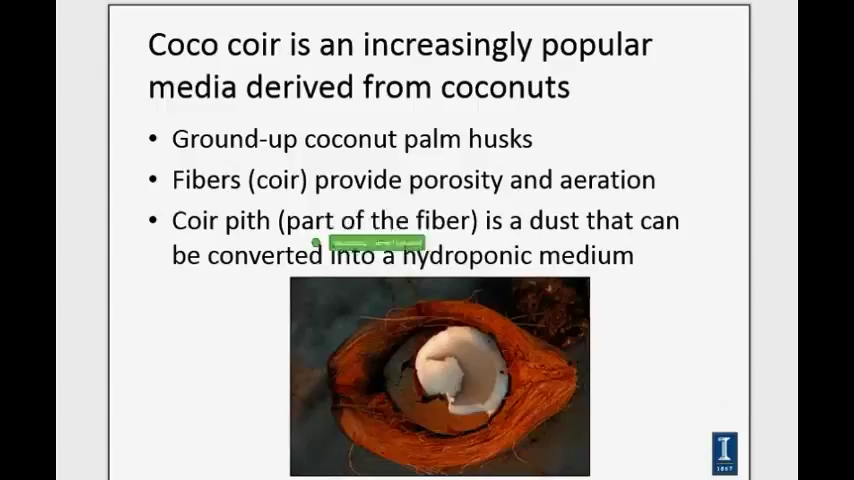 Coco coir is an increasingly popular
media derived from coconuts
• Ground-up coconut palm husks
• Fibers (coir) provide porosity and aeration
• Coir pith (part of the fiber) is a dust that can
be converted into a hydroponic medium
I
1867